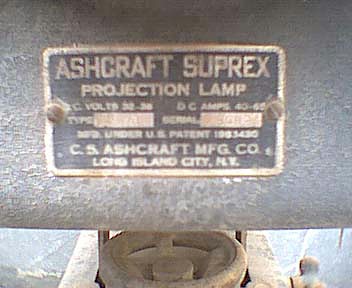 ASHCRAFT SUPREX
PROJECTION LAMP
D.C. VOLTS 32-38 D C AMPS. 40-65
TYPE SERIAL
MFD. UNDER U.S. PATENT 1963430
C. S. ASHCRAFT MFG. CO.
LONG ISLAND CITY, N.Y.